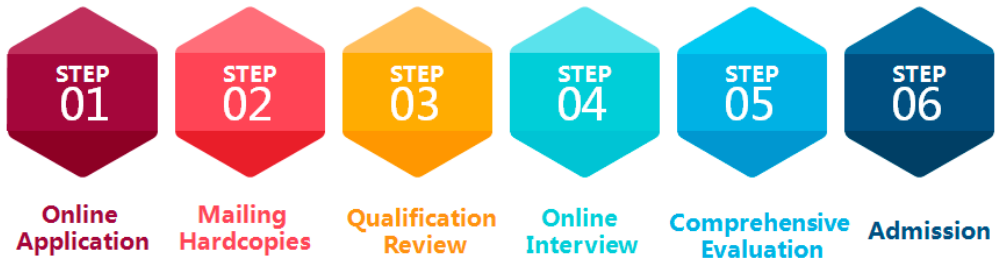 STEP
01
STEP
02
STEP
03
STEP
04
STEP
05
STEP
06
Online
Application
Mailing
Hardcopies
Qualification
Review
Online
Interview
Comprehensive
Evaluation
Admission